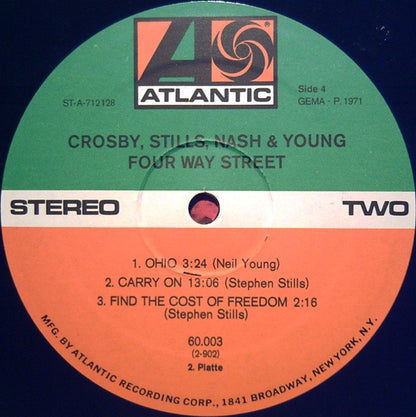 ATLANTIC
ST-A-712128
Side 4
GEMA - P. 1971
CROSBY, STILLS, NASH & YOUNG
FOUR WAY STREET
STEREO
TWO
1. OHIO 3:24 (Neil Young)
2. CARRY ON 13:06 (Stephen Stills)
3. FIND THE COST OF FREEDOM 2:16
(Stephen Stills)
60.003
(2-902)
2. Platte
MFG. BY ATLANTIC RECORDING CORP., 1841 BROADWAY, NEW YORK, N.Y.